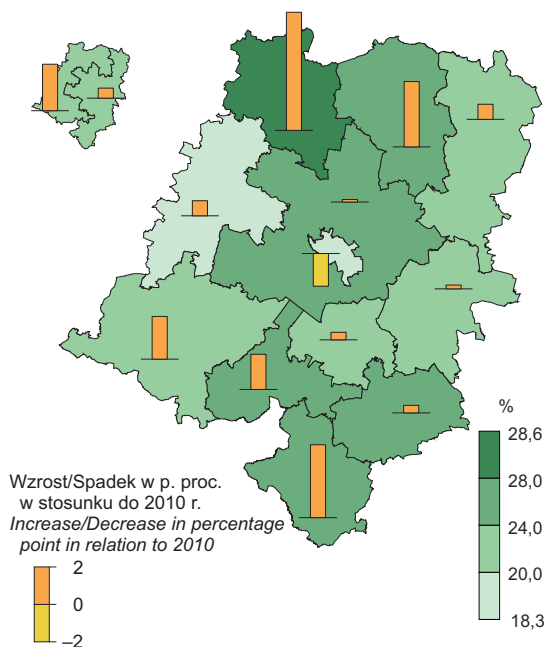 %
28,6
28,0
24,0
20,0
18,3
Wzrost/Spadek w p. proc.
w stosunku do 2010 r.
Increase/Decrease in percentage
point in relation to 2010
2
0
–2